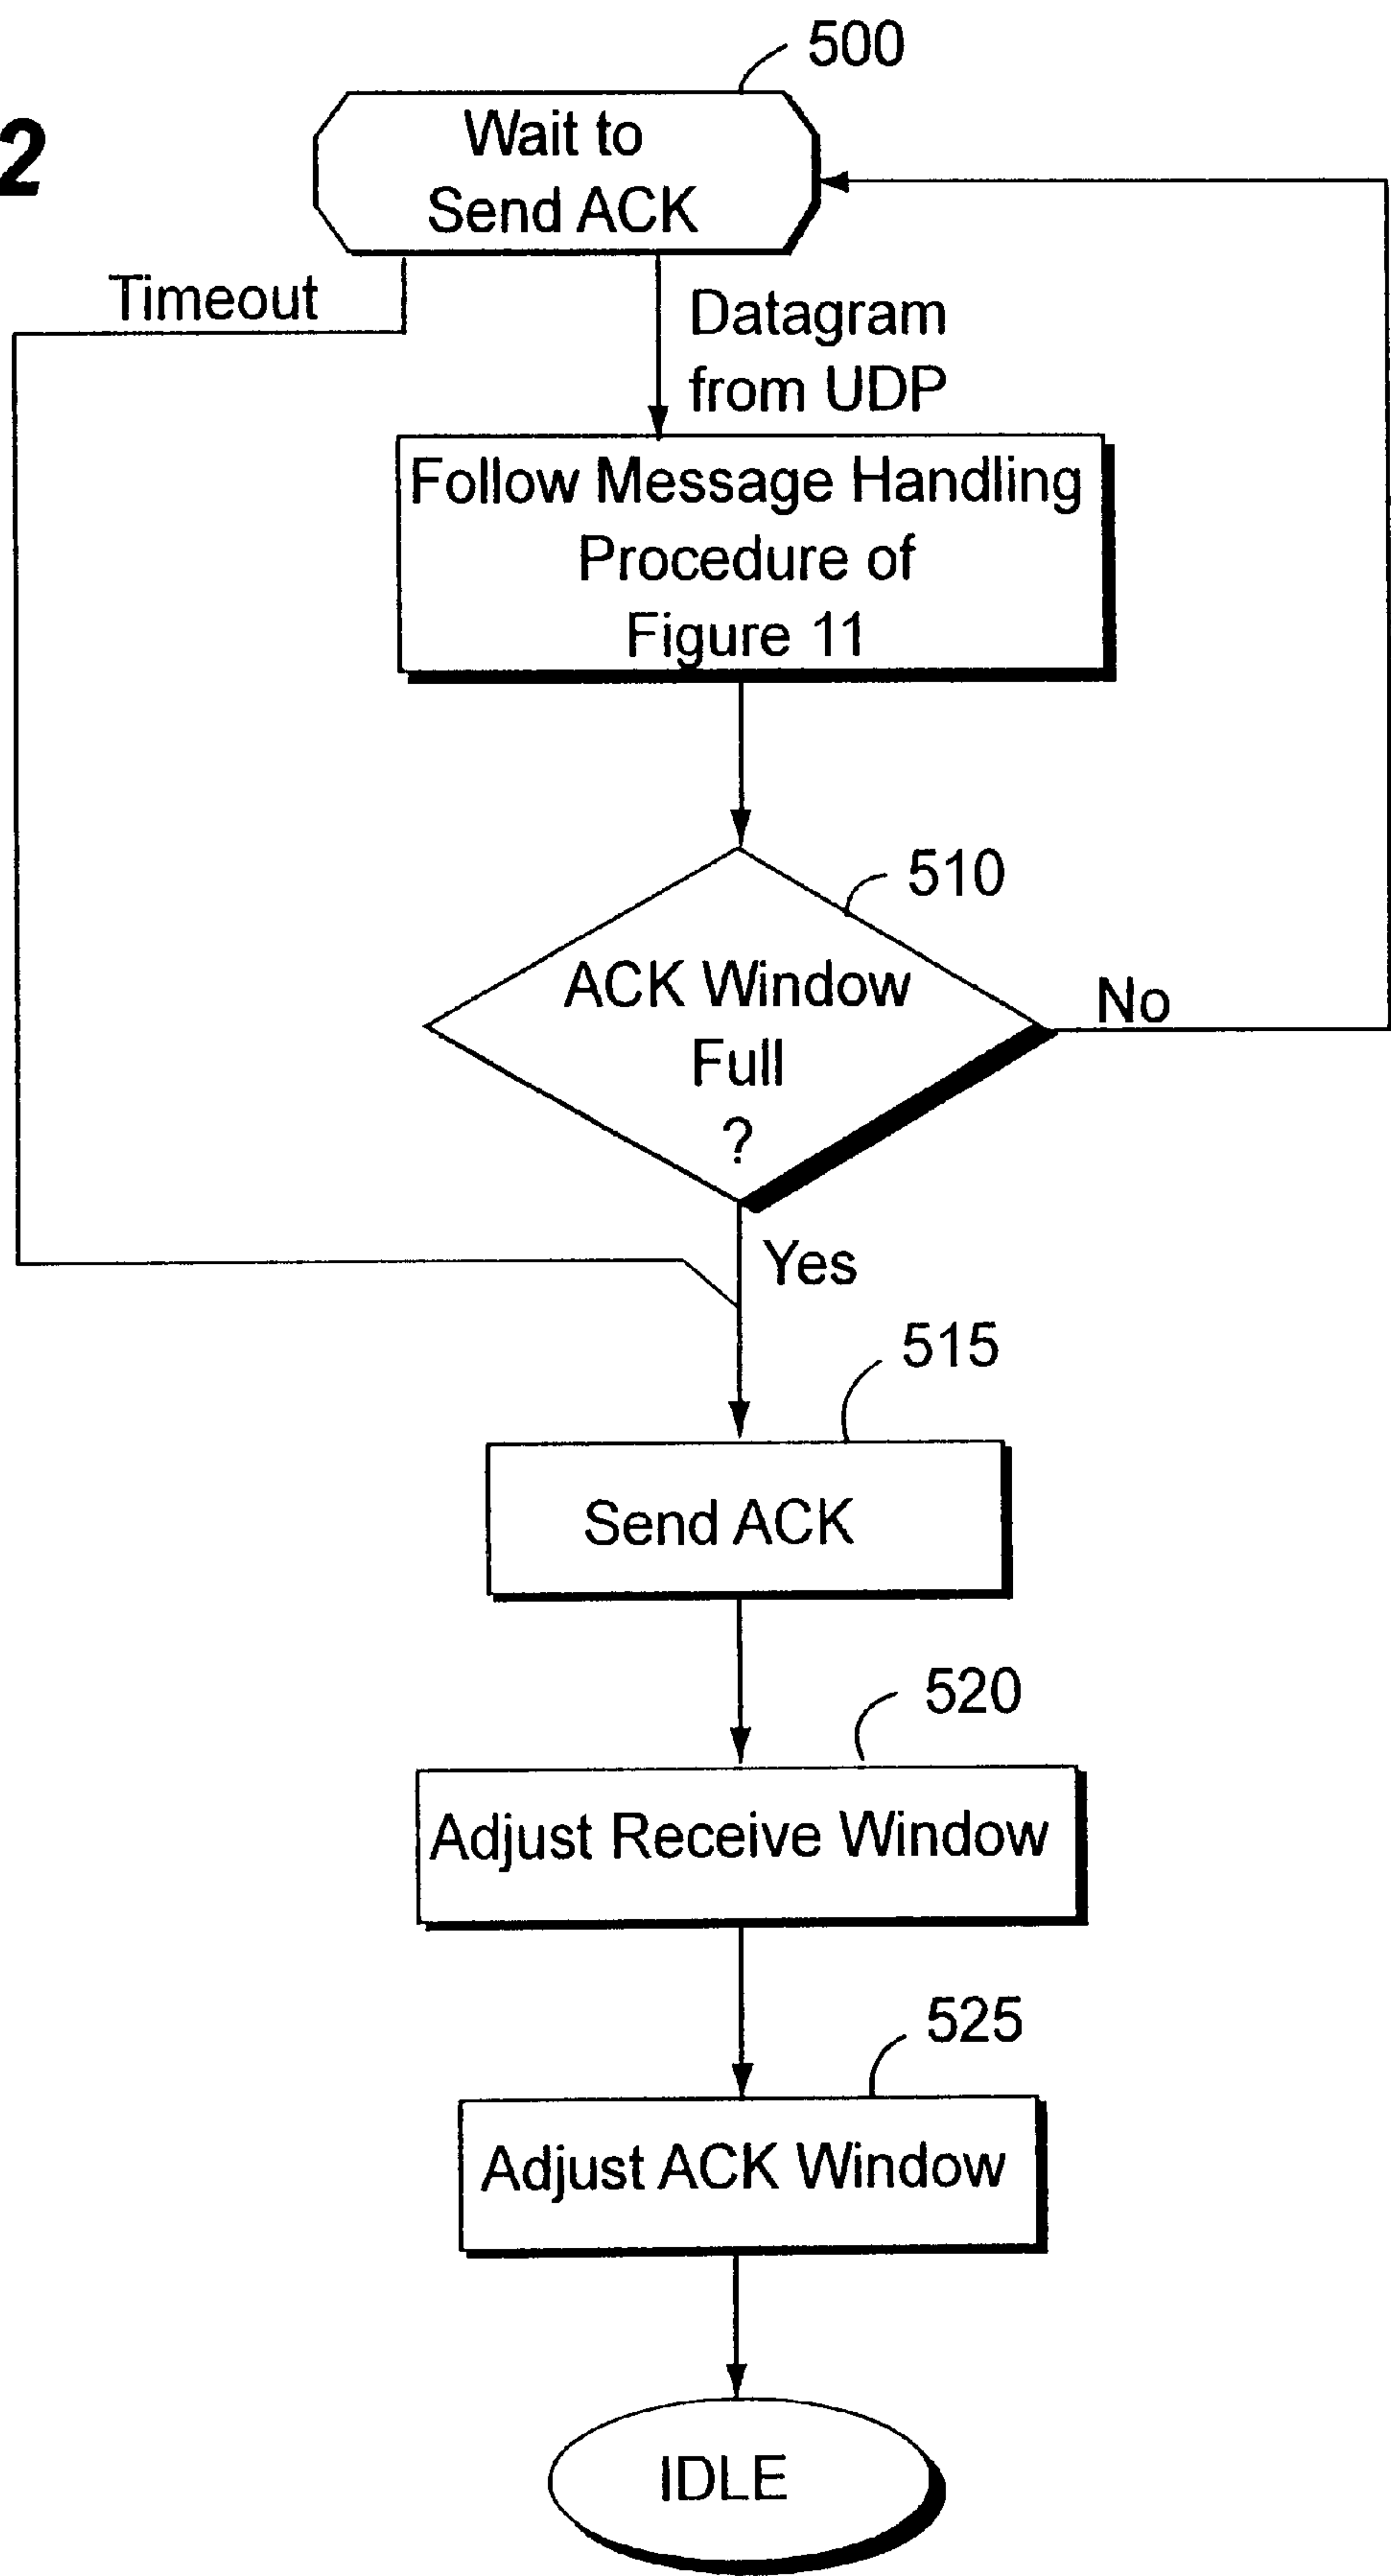 2
500
Wait to
Send ACK
Timeout
Datagram
from UDP
Follow Message Handling
Procedure of
Figure 11
510
ACK Window
Full
?
No
Yes
515
Send ACK
520
Adjust Receive Window
525
Adjust ACK Window
IDLE